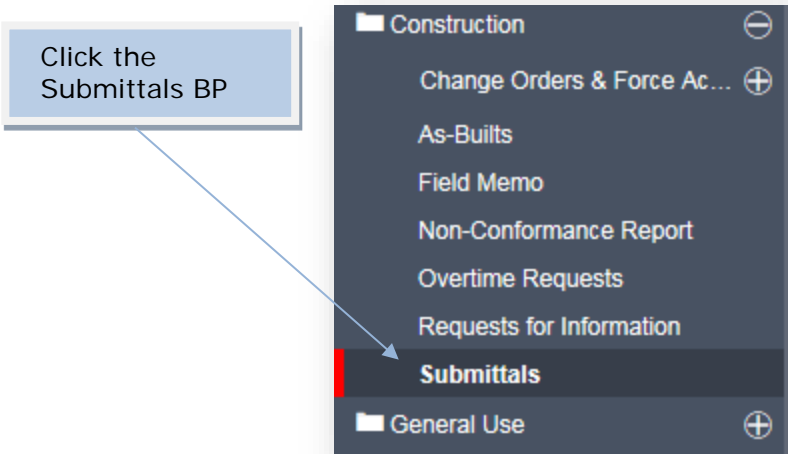 Click the
Submittals BP
Construction
Change Orders & Force Ac...
As-Builts
Field Memo
Non-Conformance Report
Overtime Requests
Requests for Information
Submittals
General Use